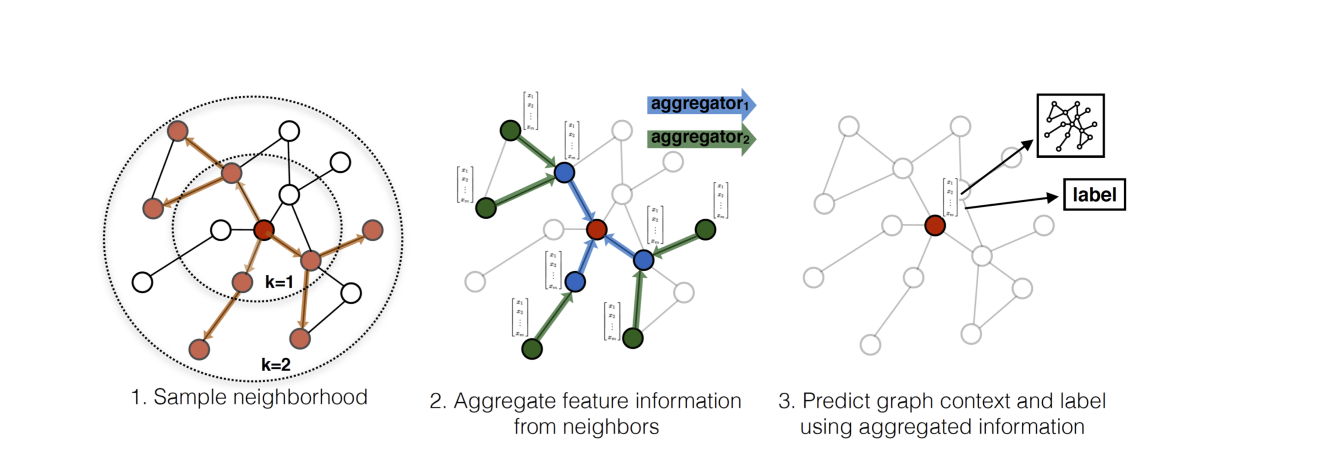 aggregator₁
aggregator₂
label
k=1
k=2
1. Sample neighborhood
2. Aggregate feature information
from neighbors
3. Predict graph context and label
using aggregated information